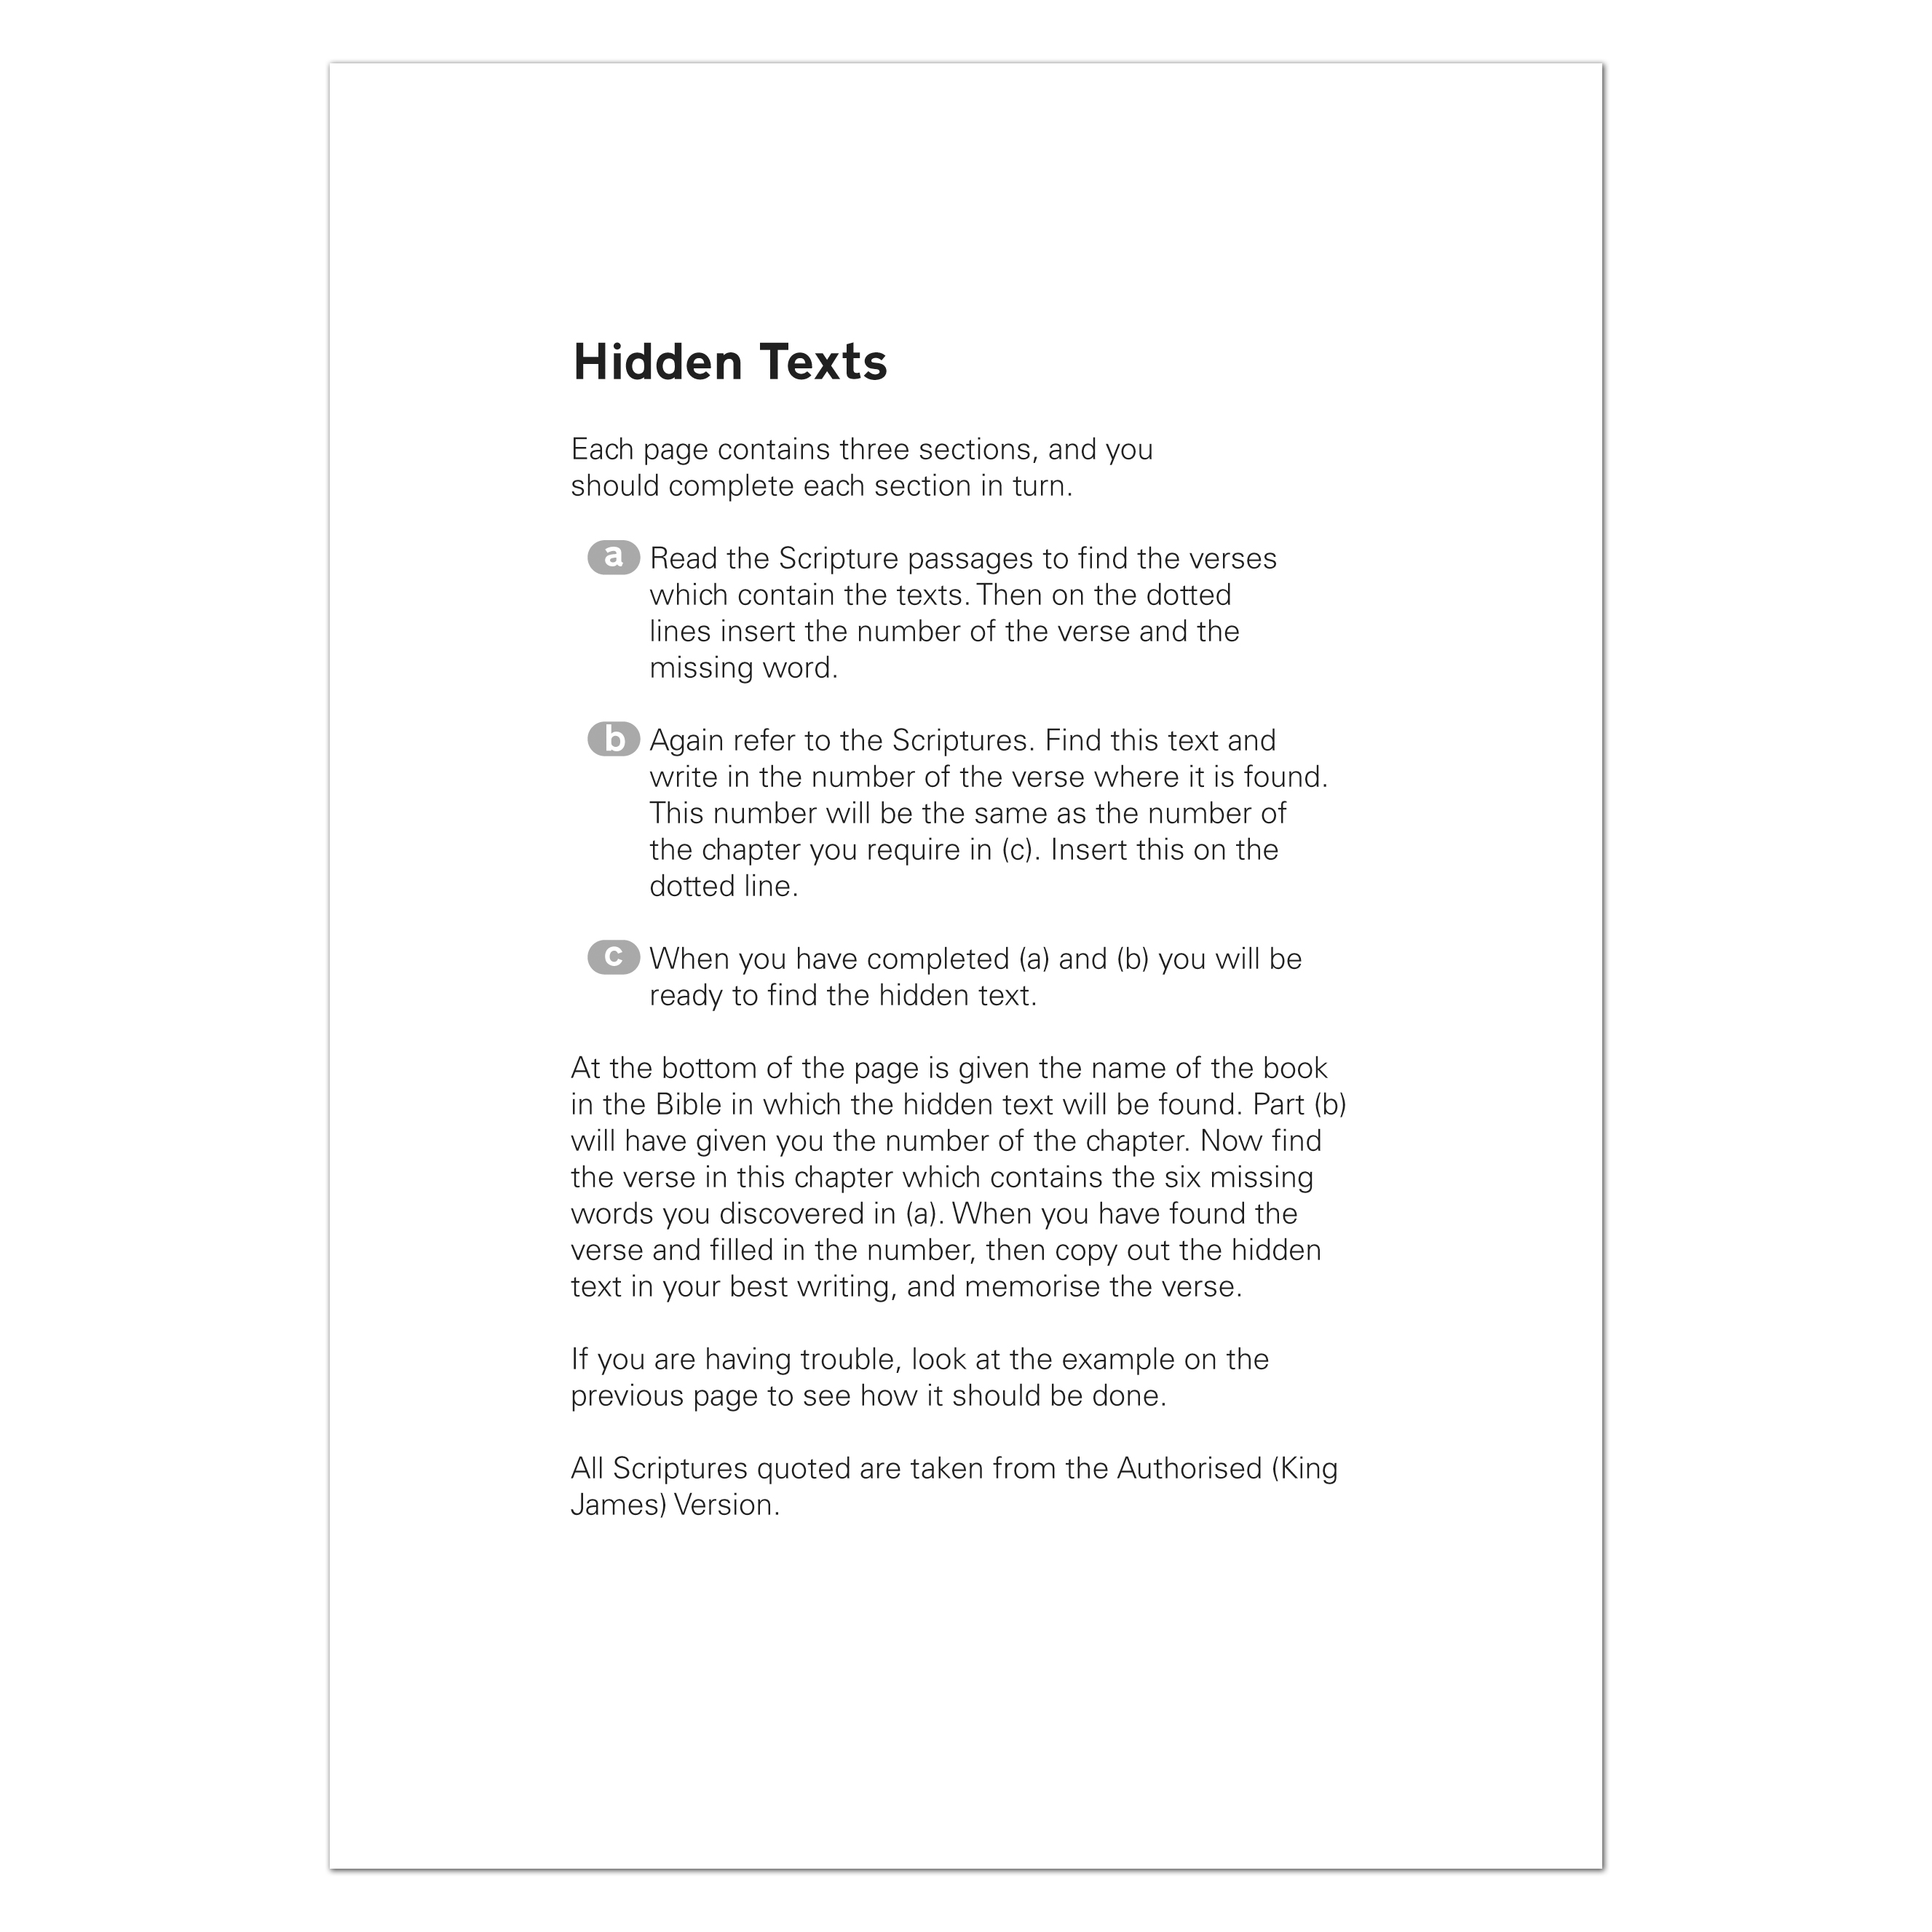 Hidden Texts
Each page contains three sections, and you
should complete each section in turn.
a Read the Scripture passages to find the verses
which contain the texts. Then on the dotted
lines insert the number of the verse and the
missing word.
b Again refer to the Scriptures. Find this text and
write in the number of the verse where it is found.
This number will be the same as the number of
the chapter you require in (c). Insert this on the
dotted line.
c When you have completed (a) and (b) you will be
ready to find the hidden text.
At the bottom of the page is given the name of the book
in the Bible in which the hidden text will be found. Part (b)
will have given you the number of the chapter. Now find
the verse in this chapter which contains the six missing
words you discovered in (a). When you have found the
verse and filled in the number, then copy out the hidden
text in your best writing, and memorise the verse.
If you are having trouble, look at the example on the
previous page to see how it should be done.
All Scriptures quoted are taken from the Authorised (King
James) Version.